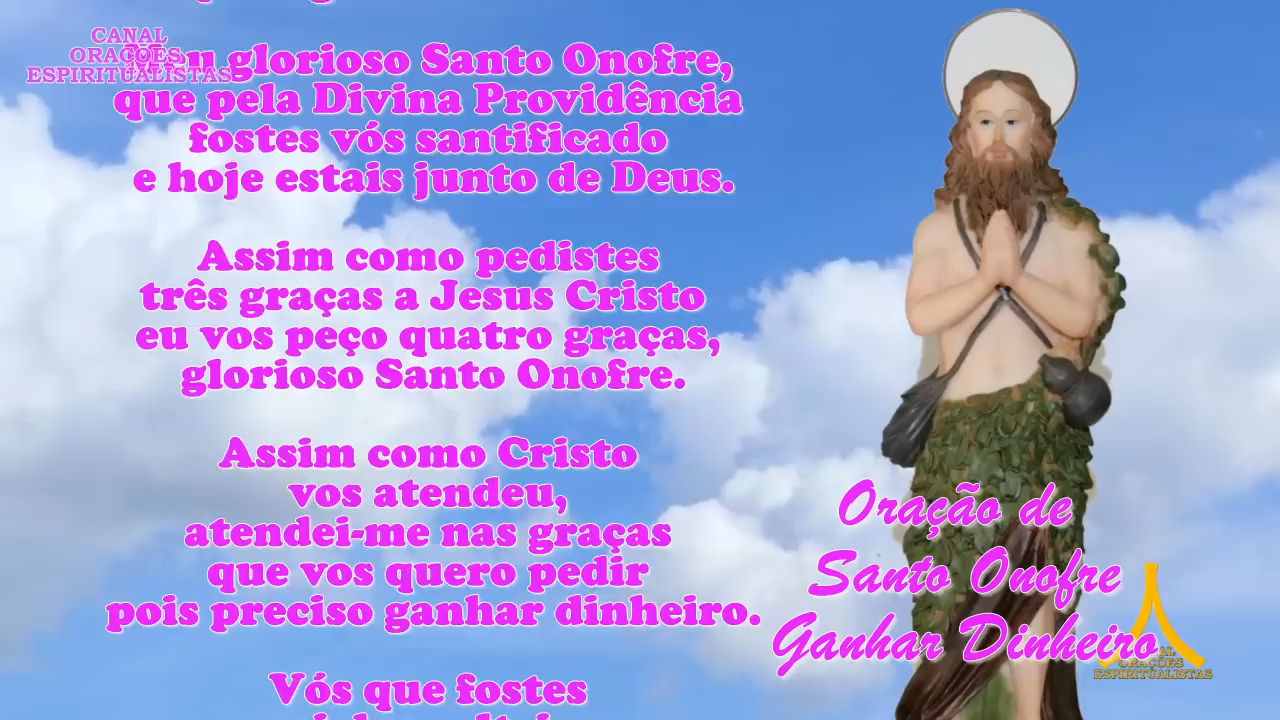 CANAL
ORAÇÕES
ESPIRITUALISTAS
glorioso Santo Onofre,
que pela Divina Providência
fostes vós santificado
e hoje estais junto de Deus.
Assim como pedistes
três graças a Jesus Cristo
eu vos peço quatro graças,
glorioso Santo Onofre.
Assim como Cristo
vos atendeu,
atendei-me nas graças
que vos quero pedir
pois preciso ganhar dinheiro.
Vós que fostes
Oração de
Santo Onofre
Ganhar Dinheiro
ORAÇÕES
ESPIRITUALISTAS